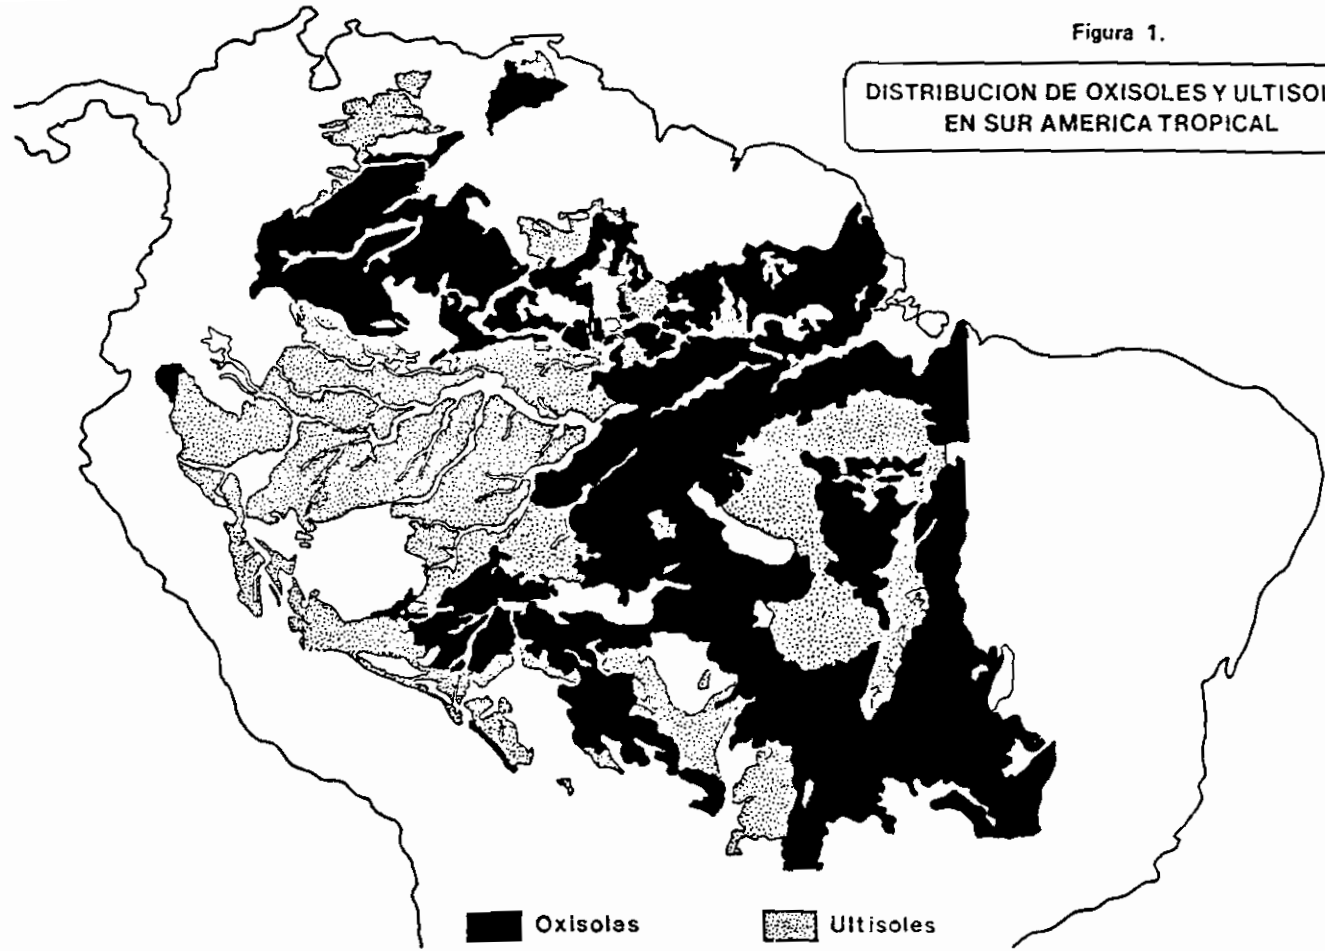 Figura 1.
DISTRIBUCION DE OXISOLES Y ULTISOL
EN SUR AMERICA TROPICAL
Oxisolas
Ultisoles